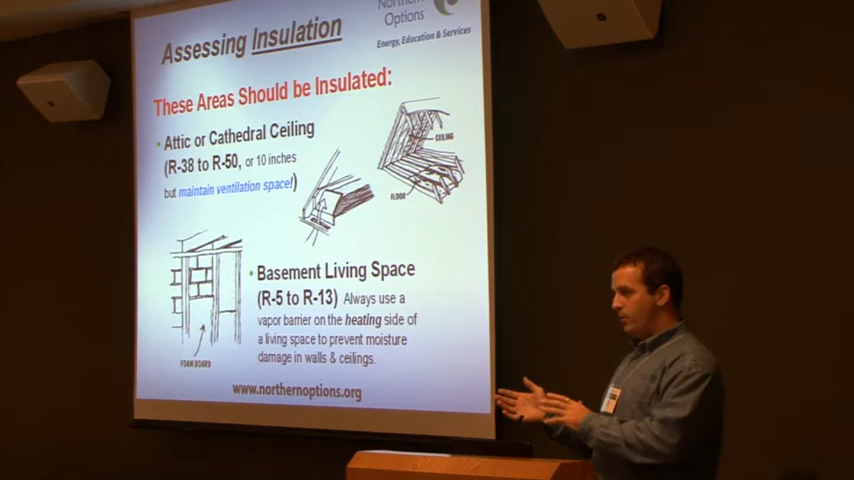 Northern
Options
Energy, Education & Services
Assessing Insulation
These Areas Should be Insulated:
• Attic or Cathedral Ceiling
(R-38 to R-50, or 10 inches
but maintain ventilation space!)
CEILING
FLOOR
• Basement Living Space
(R-5 to R-13) Always use a
vapor barrier on the heating side of
a living space to prevent moisture
damage in walls & ceilings.
FOAM BOARD
www.northernoptions.org